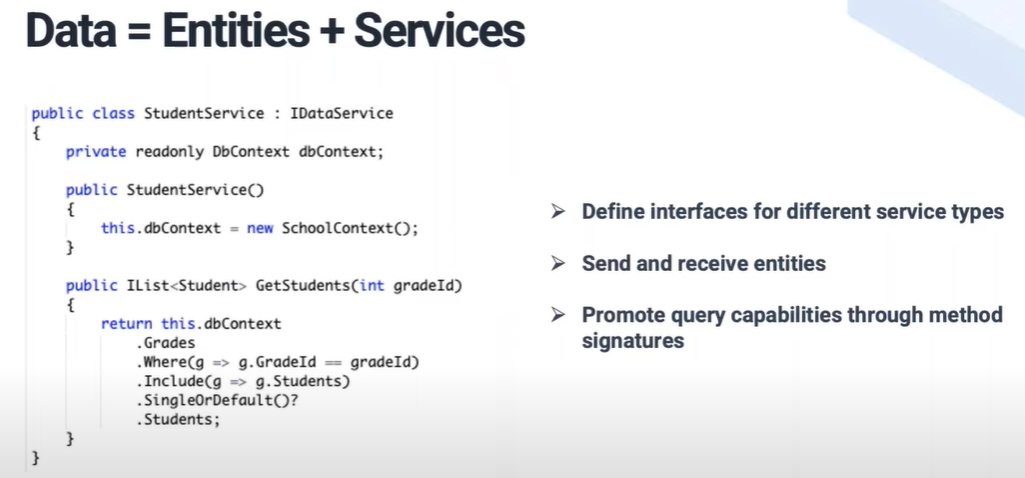 Data = Entities + Services
public class StudentService : IDataService
{
private readonly DbContext dbContext;
public StudentService()
{
this.dbContext = new SchoolContext();
}
public IList<Student> GetStudents(int gradeId)
{
return this.dbContext
.Grades
.Where(g => g.GradeId == gradeId)
.Include(g => g.Students)
.SingleOrDefault()?
.Students;
}
}
➢ Define interfaces for different service types
➢ Send and receive entities
➢ Promote query capabilities through method
signatures